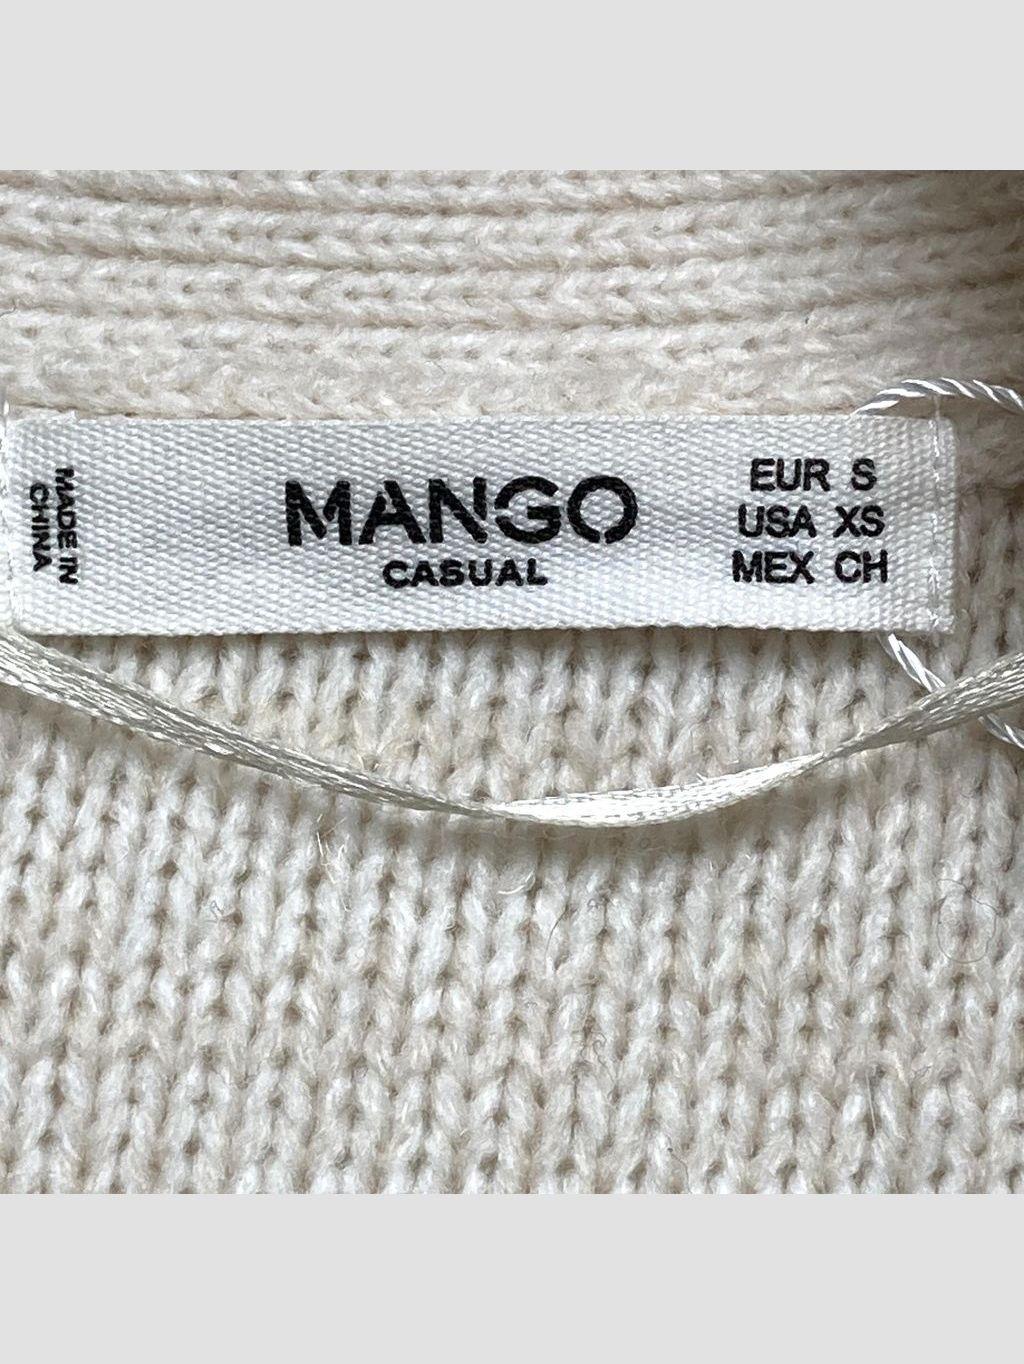 MADE IN
CHINA
MANGO
CASUAL
EUR S
USA XS
MEX CH